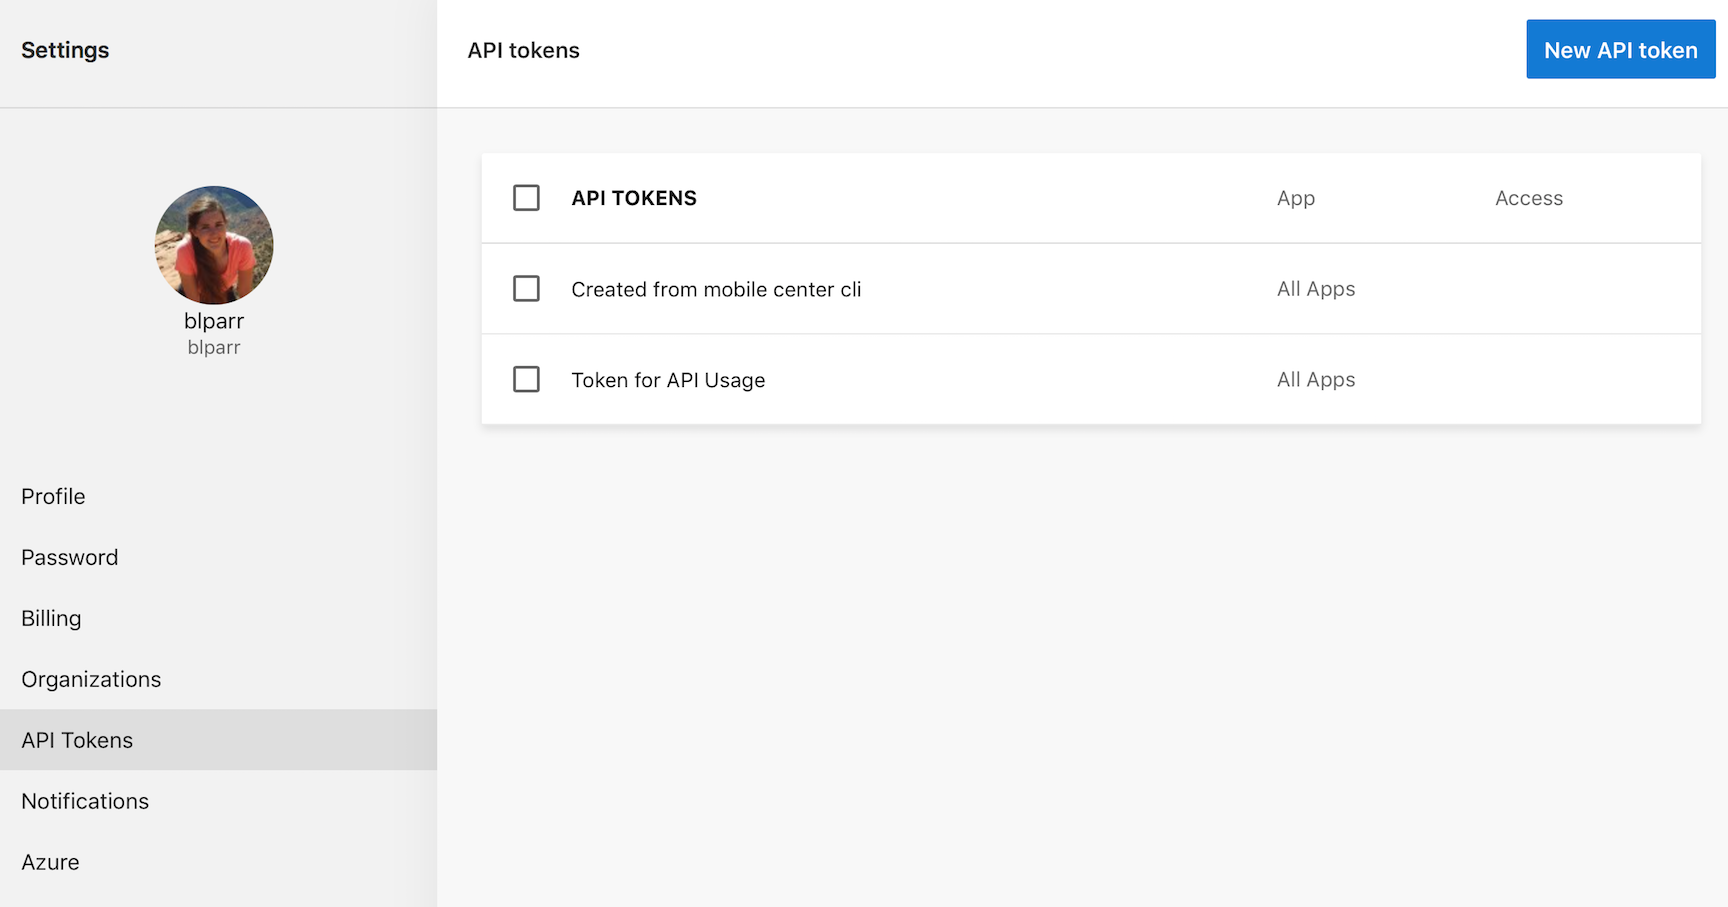 Settings
API tokens
New API token
blparr
blparr
Profile
Password
Billing
Organizations
API Tokens
Notifications
Azure
API TOKENS App Access
Created from mobile center cli All Apps
Token for API Usage All Apps